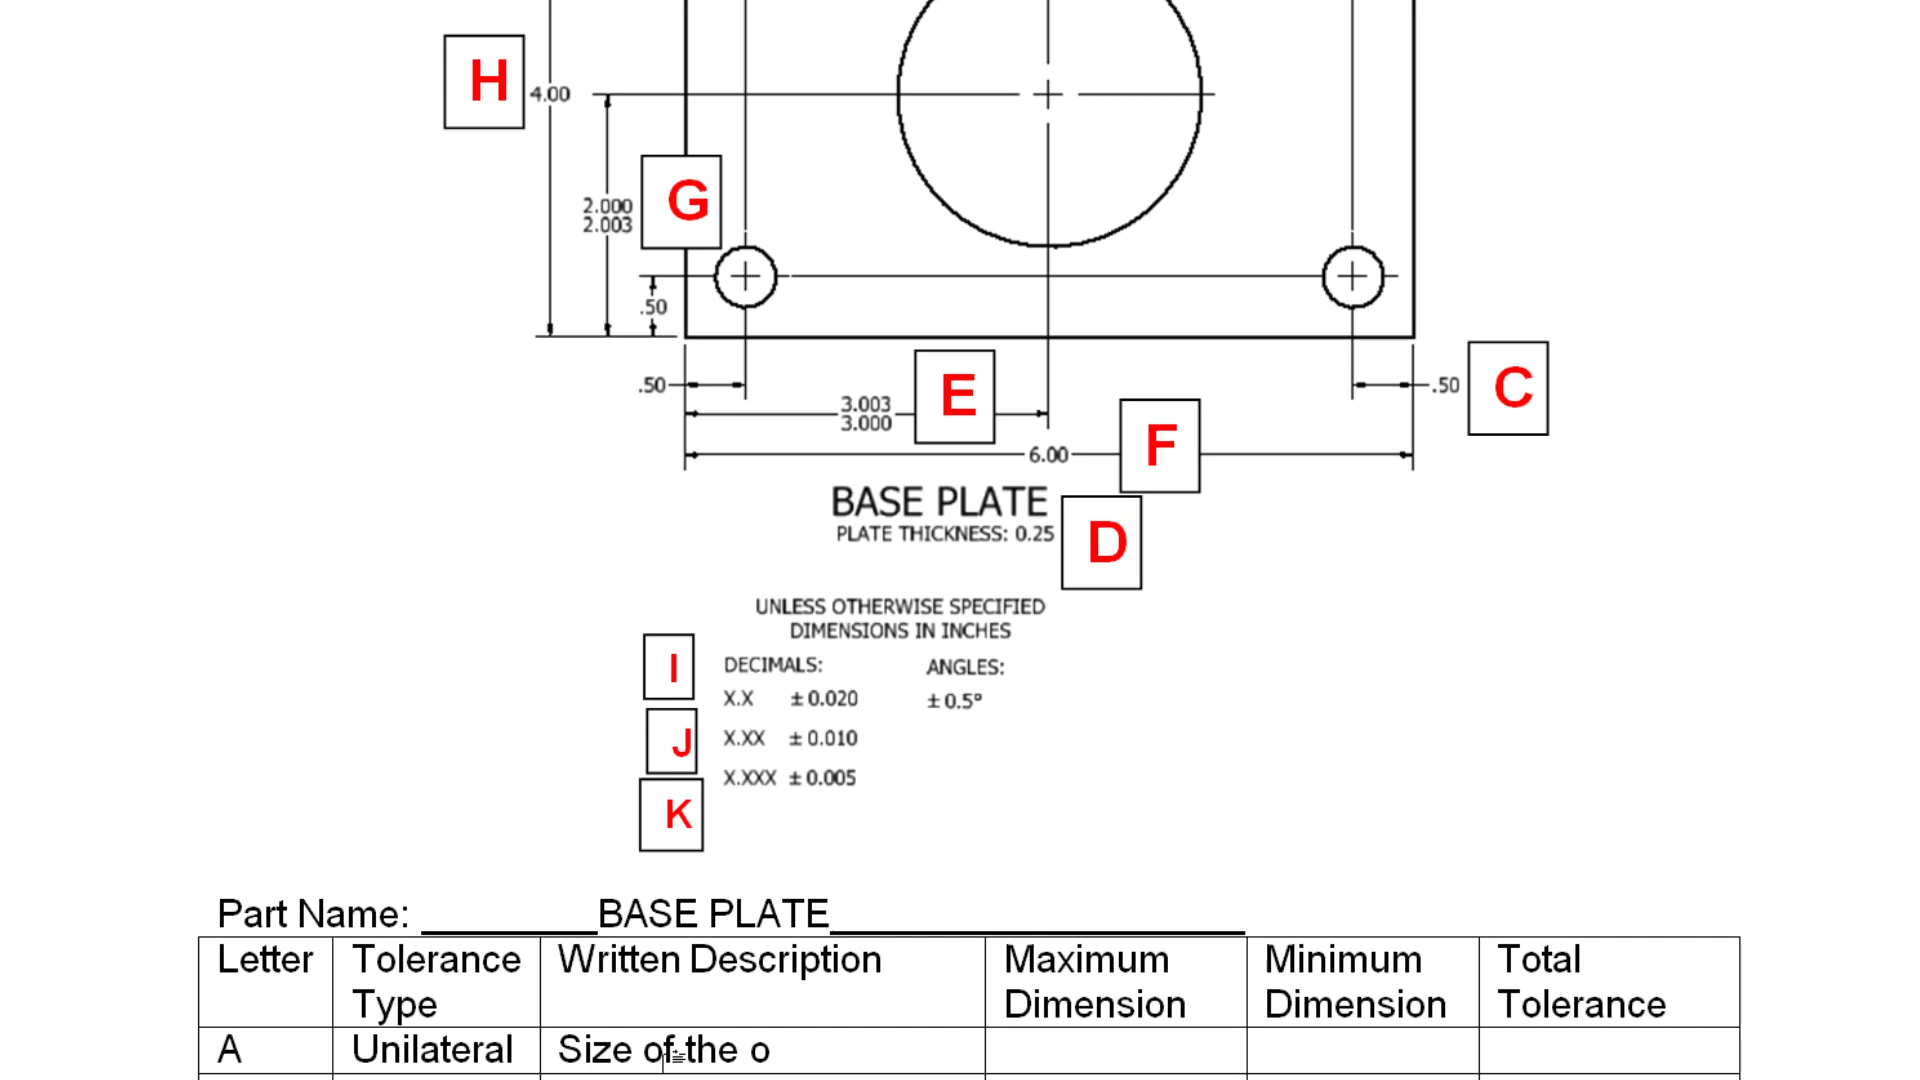 H
4.00
G
2.000
2.003
.50
.50
E
C
.50
3.003
3.000
F
6.00
BASE PLATE
PLATE THICKNESS: 0.25
D
UNLESS OTHERWISE SPECIFIED
DIMENSIONS IN INCHES
I
DECIMALS:
ANGLES:
X.X ± 0.020
± 0.5°
J
X.XX ± 0.010
X.XXX ± 0.005
K
Part Name: ________BASE PLATE___________________
Letter
Tolerance
Type
Written Description
Maximum
Dimension
Minimum
Dimension
Total
Tolerance
A
Unilateral
Size of the o